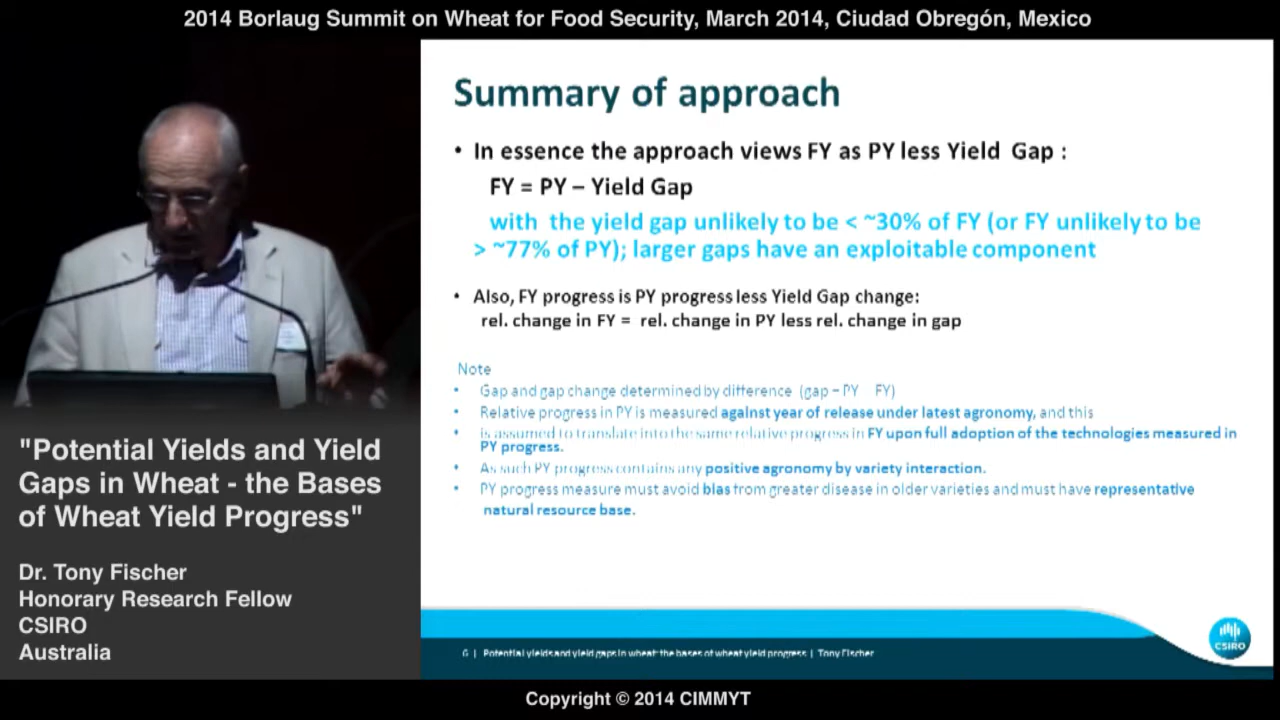 2014 Borlaug Summit on Wheat for Food Security, March 2014, Ciudad Obregón, Mexico
Summary of approach
• In essence the approach views FY as PY less Yield Gap :
FY = PY – Yield Gap
with the yield gap unlikely to be < ~30% of FY (or FY unlikely to be
> ~77% of PY); larger gaps have an exploitable component
• Also, FY progress is PY progress less Yield Gap change:
rel. change in FY = rel. change in PY less rel. change in gap
Note
• Gap and gap change determined by difference (gap – PY FY)
• Relative progress in PY is measured against year of release under latest agronomy, and this
• is assumed to translate into the same relative progress in FY upon full adoption of the technologies measured in
PY progress.
• As such PY progress contains any positive agronomy by variety interaction.
• PY progress measure must avoid bias from greater disease in older varieties and must have representative
natural resource base.
"Potential Yields and Yield
Gaps in Wheat - the Bases
of Wheat Yield Progress"
Dr. Tony Fischer
Honorary Research Fellow
CSIRO
Australia
6 | Potential yields and yield gaps in wheat: the bases of wheat yield progress | Tony Fischer
CSIRO
Copyright © 2014 CIMMYT